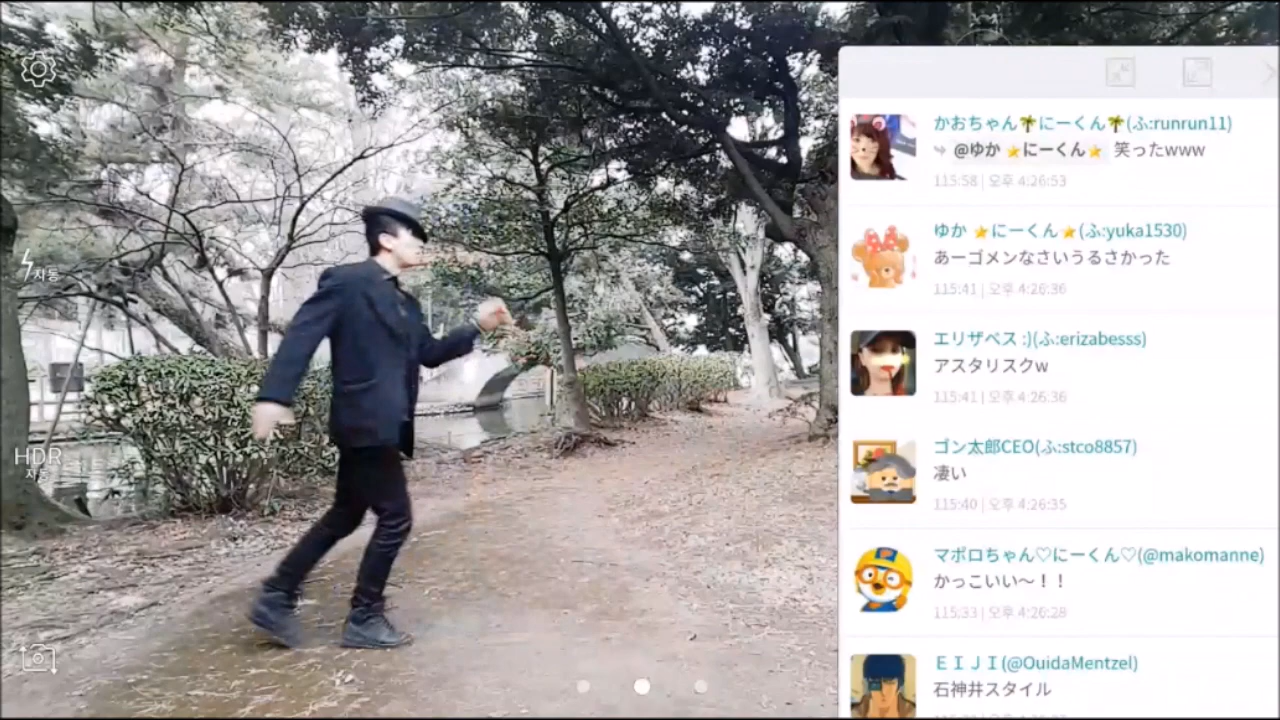 자동
HDR
자동
かおちゃん🌴にーくん🌴(ふ:runrun11)
@ゆか ⭐にーくん⭐ 笑ったwww
115:58 | 오후 4:26:53
ゆか ⭐にーくん⭐(ふ:yuka1530)
あーゴメンなさいうるさかった
115:41 | 오후 4:26:36
エリザベス :)(ふ:erizabesss)
アスタリスクw
115:41 | 오후 4:26:36
ゴン太郎CEO(ふ:stco8857)
凄い
115:40 | 오후 4:26:35
マポロちゃん♡にーくん♡(@makomanne)
かっこいい〜！！
115:33 | 오후 4:26:28
ＥＩＪＩ(@OuidaMentzel)
石神井スタイル